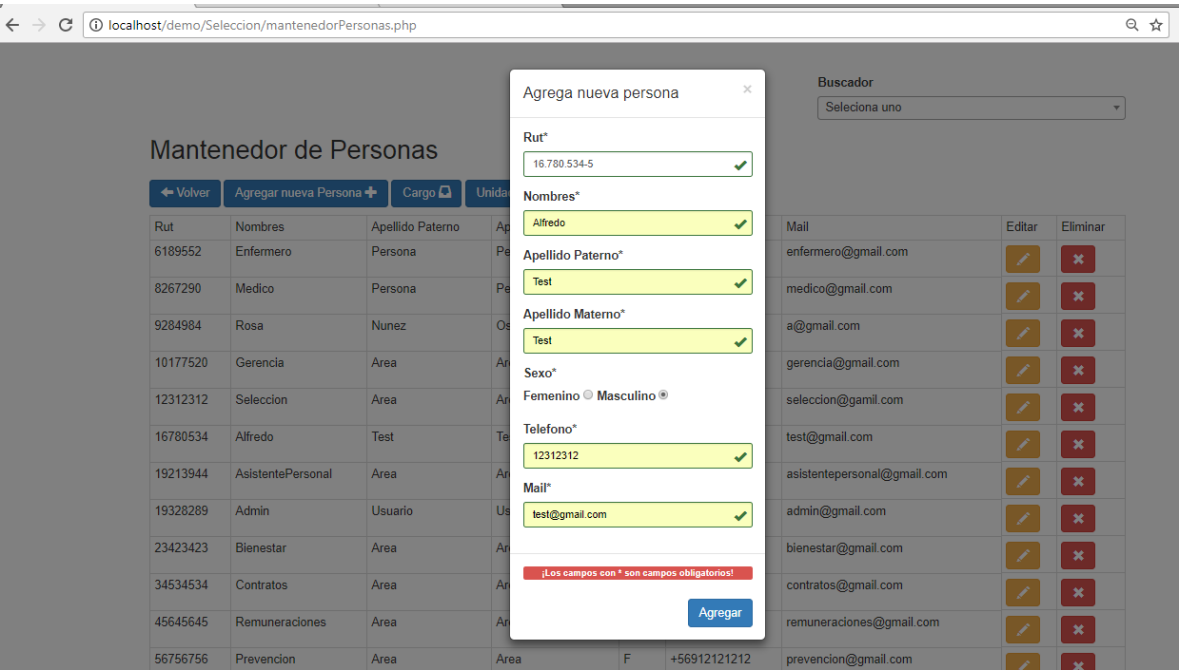 localhost/demo/Seleccion/mantenedorPersonas.php
Buscador
Seleciona uno
Mantenedor de Personas
Volver Agregar nueva Persona Cargo
Rut Nombres Apellido Paterno Mail Editar Eliminar
6189552 Enfermero Persona enfermero@gmail.com
8267290 Medico Persona medico@gmail.com
9284984 Rosa Nunez a@gmail.com
10177520 Gerencia Area gerencia@gmail.com
12312312 Seleccion Area seleccion@gamil.com
16780534 Alfredo Test test@gmail.com
19213944 AsistentePersonal Area asistentepersonal@gmail.com
19328289 Admin Usuario admin@gmail.com
23423423 Bienestar Area bienestar@gmail.com
34534534 Contratos Area contratos@gmail.com
45645645 Remuneraciones Area remuneraciones@gmail.com
56756756 Prevencion Area Area F +56912121212 prevencion@gmail.com
Agrega nueva persona ×
Rut*
16.780.534-5
Nombres*
Alfredo
Apellido Paterno*
Test
Apellido Materno*
Test
Sexo*
Femenino Masculino
Telefono*
12312312
Mail*
test@gmail.com
¡Los campos con * son campos obligatorios!
Agregar